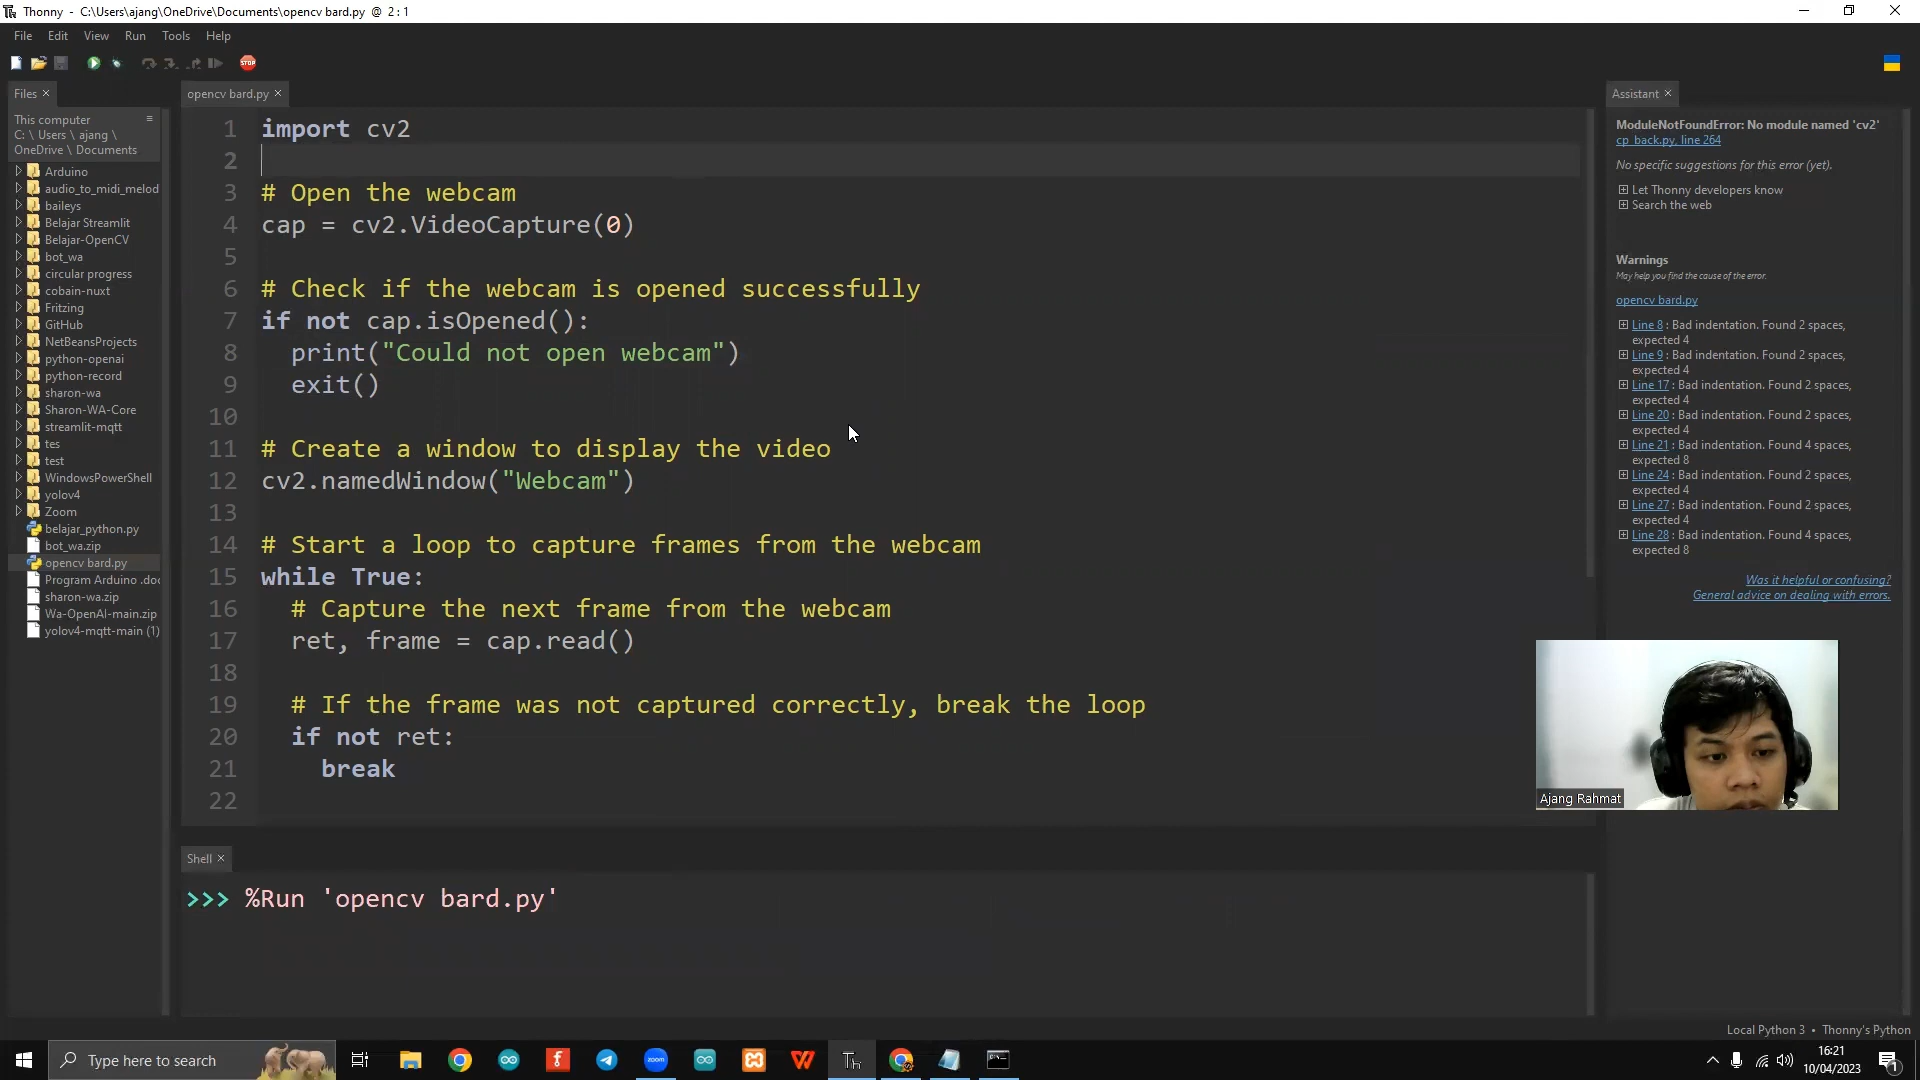 Thonny - C:\Users\ajang\OneDrive\Documents\opencv bard.py @ 2 : 1
File Edit View Run Tools Help
STOP
Files ×
opencv bard.py ×
Assistant ×
This computer
C: \ Users \ ajang \
OneDrive \ Documents
Arduino
audio_to_midi_melod
baileys
Belajar Streamlit
Belajar-OpenCV
bot_wa
circular progress
cobain-nuxt
Fritzing
GitHub
NetBeansProjects
python-openai
python-record
sharon-wa
Sharon-WA-Core
streamlit-mqtt
tes
test
WindowsPowerShell
yolov4
Zoom
belajar_python.py
bot_wa.zip
opencv bard.py
Program Arduino .doc
sharon-wa.zip
Wa-OpenAI-main.zip
yolov4-mqtt-main (1)
1 import cv2
2
3 # Open the webcam
4 cap = cv2.VideoCapture(0)
5
6 # Check if the webcam is opened successfully
7 if not cap.isOpened():
8 print("Could not open webcam")
9 exit()
10
11 # Create a window to display the video
12 cv2.namedWindow("Webcam")
13
14 # Start a loop to capture frames from the webcam
15 while True:
16 # Capture the next frame from the webcam
17 ret, frame = cap.read()
18
19 # If the frame was not captured correctly, break the loop
20 if not ret:
21 break
22
Shell ×
>>> %Run 'opencv bard.py'
ModuleNotFoundError: No module named 'cv2'
cp_back.py, line 264
No specific suggestions for this error (yet).
Let Thonny developers know
Search the web
Warnings
May help you find the cause of the error.
opencv bard.py
Line 8 : Bad indentation. Found 2 spaces,
expected 4
Line 9 : Bad indentation. Found 2 spaces,
expected 4
Line 17 : Bad indentation. Found 2 spaces,
expected 4
Line 20 : Bad indentation. Found 2 spaces,
expected 4
Line 21 : Bad indentation. Found 4 spaces,
expected 8
Line 24 : Bad indentation. Found 2 spaces,
expected 4
Line 27 : Bad indentation. Found 2 spaces,
expected 4
Line 28 : Bad indentation. Found 4 spaces,
expected 8
Was it helpful or confusing?
General advice on dealing with errors.
Ajang Rahmat
Local Python 3 • Thonny's Python
Type here to search
zoom
Th
16:21
10/04/2023
1